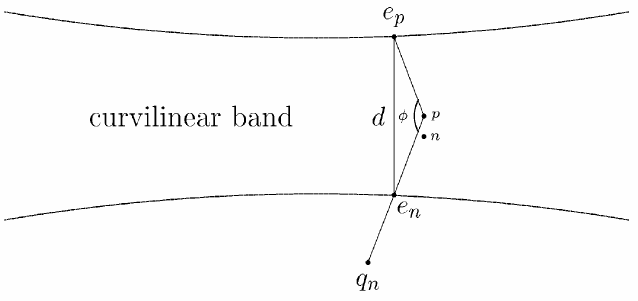 e_p
curvilinear band d ϕ p
n
e_n
q_n